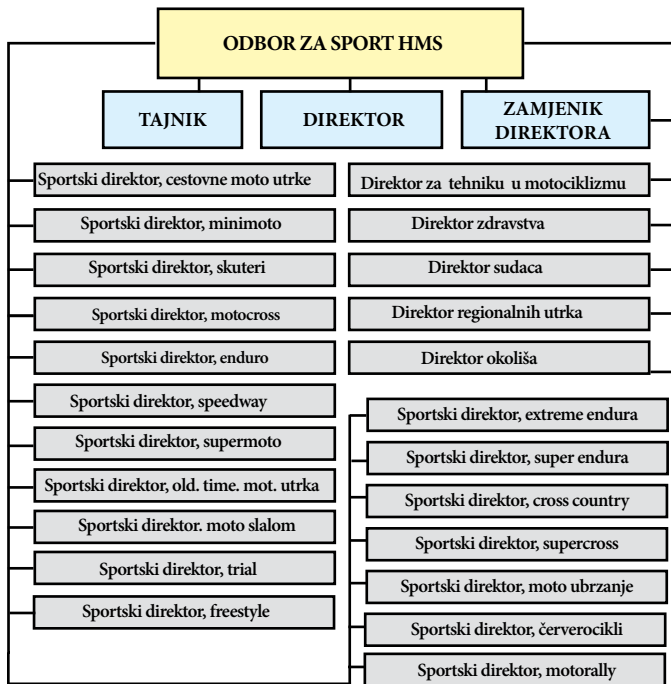 ODBOR ZA SPORT HMS
TAJNIK
DIREKTOR
ZAMJENIK
DIREKTORA
Sportski direktor, cestovne moto utrke
Sportski direktor, minimoto
Sportski direktor, skuteri
Sportski direktor, motocross
Sportski direktor, enduro
Sportski direktor, speedway
Sportski direktor, supermoto
Sportski direktor, old. time. mot. utrka
Sportski direktor. moto slalom
Sportski direktor, trial
Sportski direktor, freestyle
Direktor za tehniku u motociklizmu
Direktor zdravstva
Direktor sudaca
Direktor regionalnih utrka
Direktor okoliša
Sportski direktor, extreme endura
Sportski direktor, super endura
Sportski direktor, cross country
Sportski direktor, supercross
Sportski direktor, moto ubrzanje
Sportski direktor, červerocikli
Sportski direktor, motorally